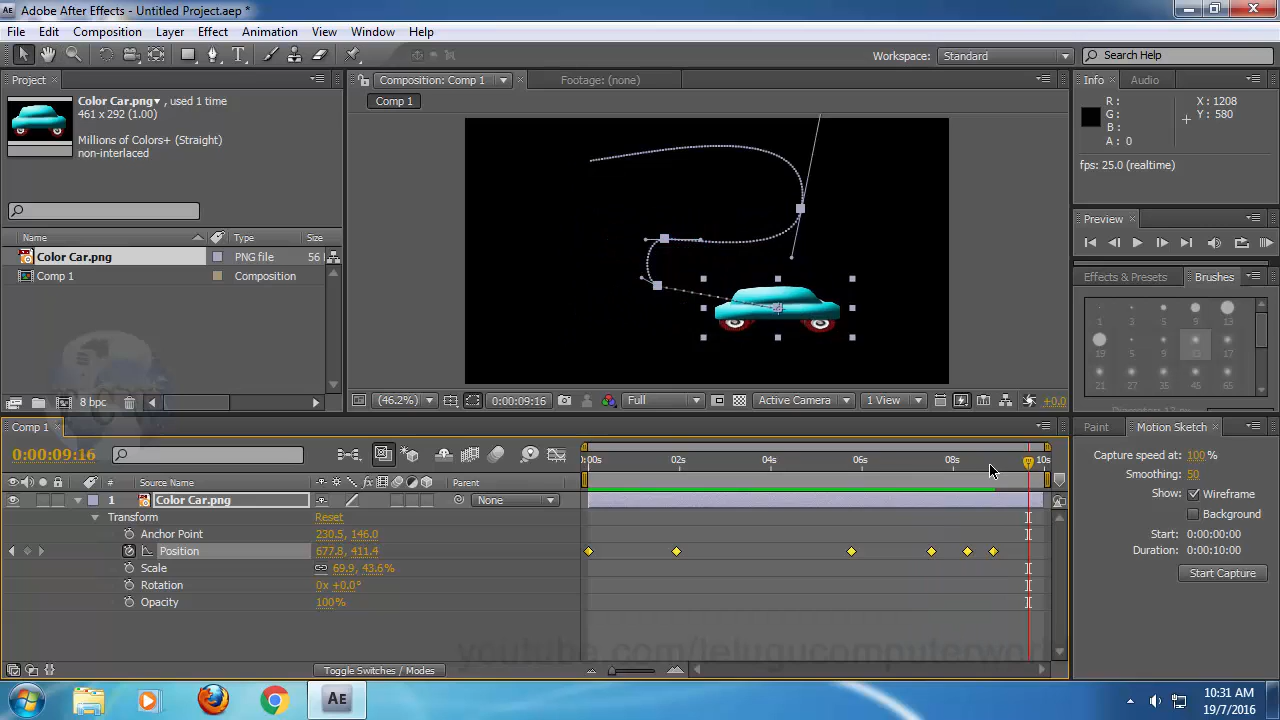 Adobe After Effects - Untitled Project.aep *
File Edit Composition Layer Effect Animation View Window Help
Workspace: Standard Search Help
Project
Color Car.png▾, used 1 time
461 x 292 (1.00)
Millions of Colors+ (Straight)
non-interlaced
Name Type Size
Color Car.png PNG file 56
Comp 1 Composition
8 bpc
Composition: Comp 1 Footage: (none)
Comp 1
(46.2%) 0:00:09:16 Full Active Camera 1 View +0.0
Info Audio
R: X: 1208
G: Y: 580
B:
A: 0
fps: 25.0 (realtime)
Preview
Effects & Presets Brushes
1 3 5 9 13
19 5 9 13 17
21 27 35 45 65
Comp 1
0:00:09:16
# Source Name Parent
1 Color Car.png None
Transform Reset
Anchor Point 230.5, 146.0
Position 677.8, 411.4
Scale 69.9, 43.6%
Rotation 0x +0.0°
Opacity 100%
Toggle Switches / Modes
:00s 02s 04s 06s 08s 10s
Paint Motion Sketch
Capture speed at: 100 %
Smoothing: 50
Show: Wireframe
Background
Start: 0:00:00:00
Duration: 0:00:10:00
Start Capture
10:31 AM
19/7/2016